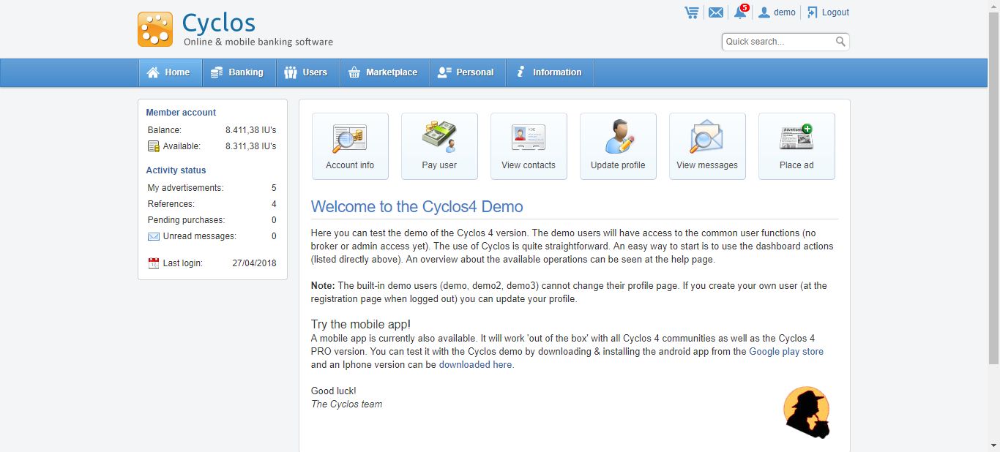 Cyclos
Online & mobile banking software
5
demo
Logout
Quick search...
Home
Banking
Users
Marketplace
Personal
Information
Member account
Balance: 8.411,38 IU's
Available: 8.311,38 IU's
Activity status
My advertisements: 5
References: 4
Pending purchases: 0
Unread messages: 0
Last login: 27/04/2018
Account info
Pay user
View contacts
Update profile
View messages
Place ad
Welcome to the Cyclos4 Demo
Here you can test the demo of the Cyclos 4 version. The demo users will have access to the common user functions (no
broker or admin access yet). The use of Cyclos is quite straightforward. An easy way to start is to use the dashboard actions
(listed directly above). An overview about the available operations can be seen at the help page.
Note: The built-in demo users (demo, demo2, demo3) cannot change their profile page. If you create your own user (at the
registration page when logged out) you can update your profile.
Try the mobile app!
A mobile app is currently also available. It will work 'out of the box' with all Cyclos 4 communities as well as the Cyclos 4
PRO version. You can test it with the Cyclos demo by downloading & installing the android app from the Google play store
and an Iphone version can be downloaded here.
Good luck!
The Cyclos team